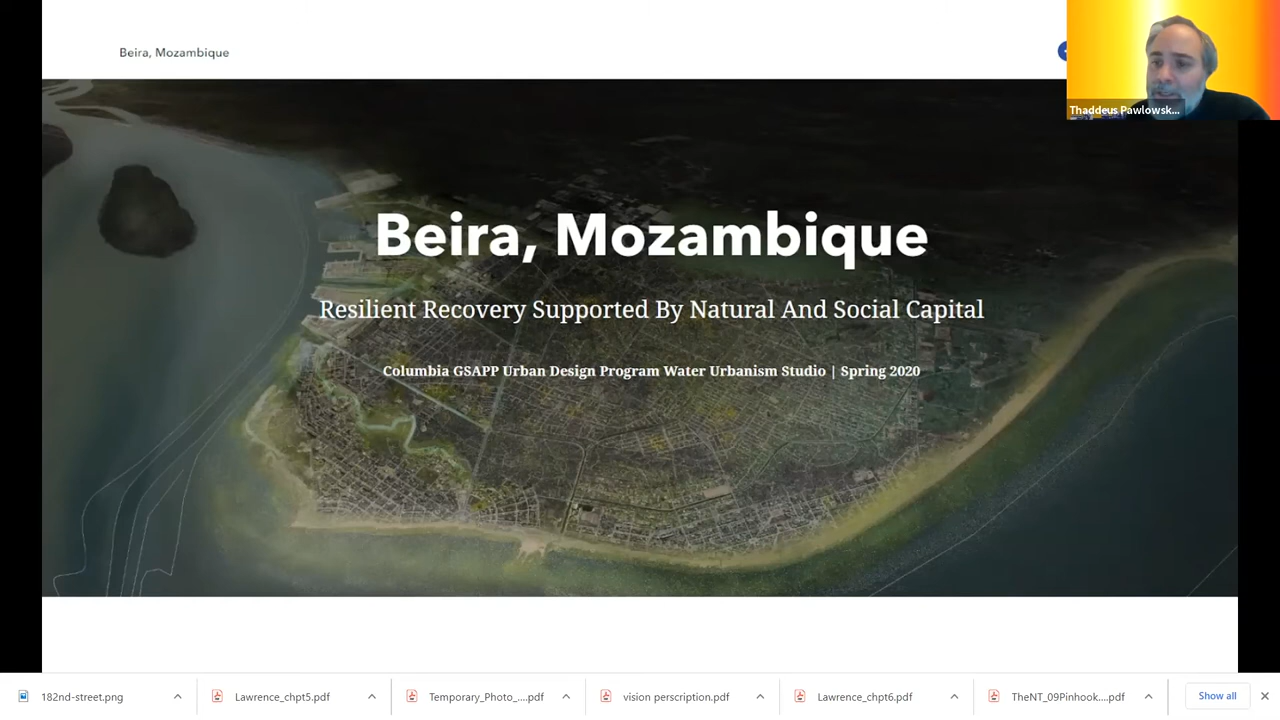 Beira, Mozambique
Thaddeus Pawlowsk...
Beira, Mozambique
Resilient Recovery Supported By Natural And Social Capital
Columbia GSAPP Urban Design Program Water Urbanism Studio | Spring 2020
182nd-street.png
Lawrence_chpt5.pdf
Temporary_Photo_....pdf
vision perscription.pdf
Lawrence_chpt6.pdf
TheNT_09Pinhook....pdf
Show all